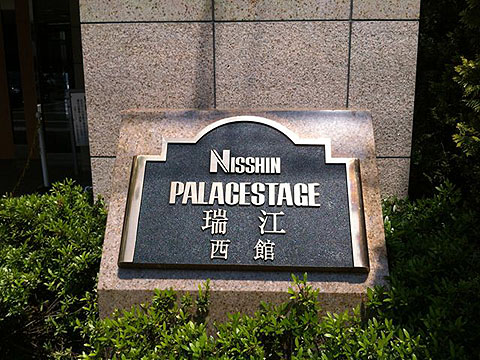 NISSHIN
PALACESTAGE
瑞江
西館